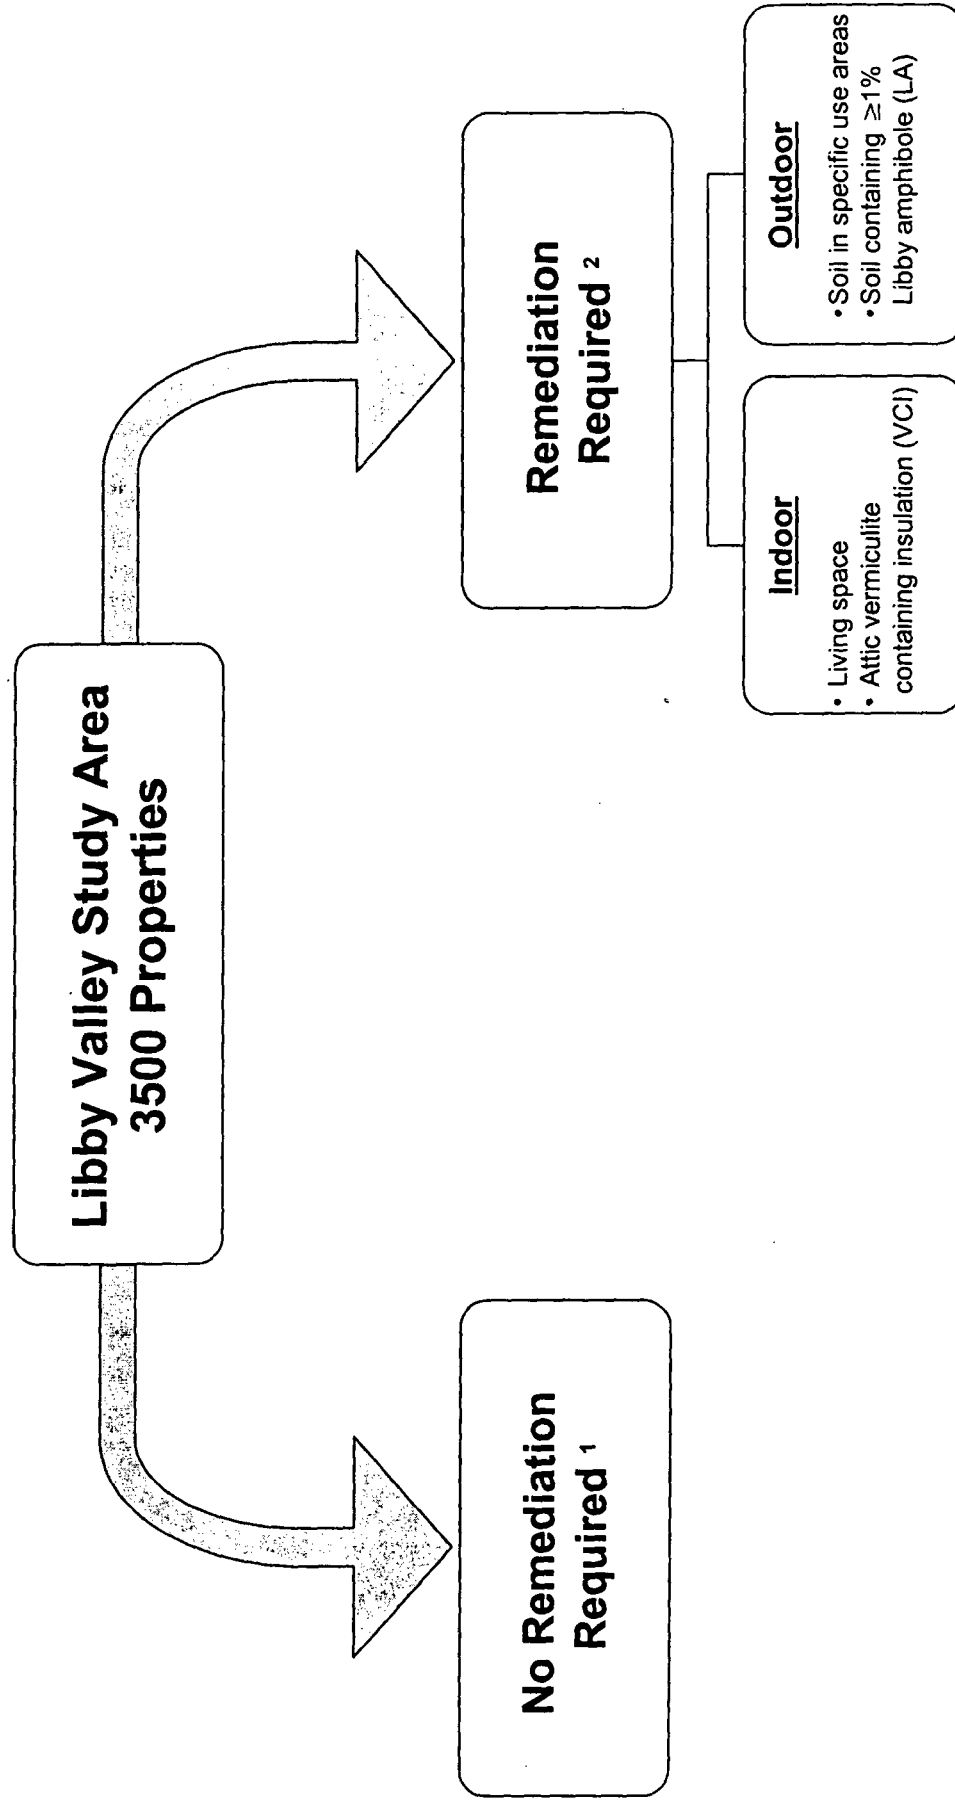 Libby Valley Study Area
3500 Properties
No Remediation
Required ¹
Remediation
Required ²
Indoor
• Living space
• Attic vermiculite
containing insulation (VCI)
Outdoor
• Soil in specific use areas
• Soil containing ≥1%
Libby amphibole (LA)